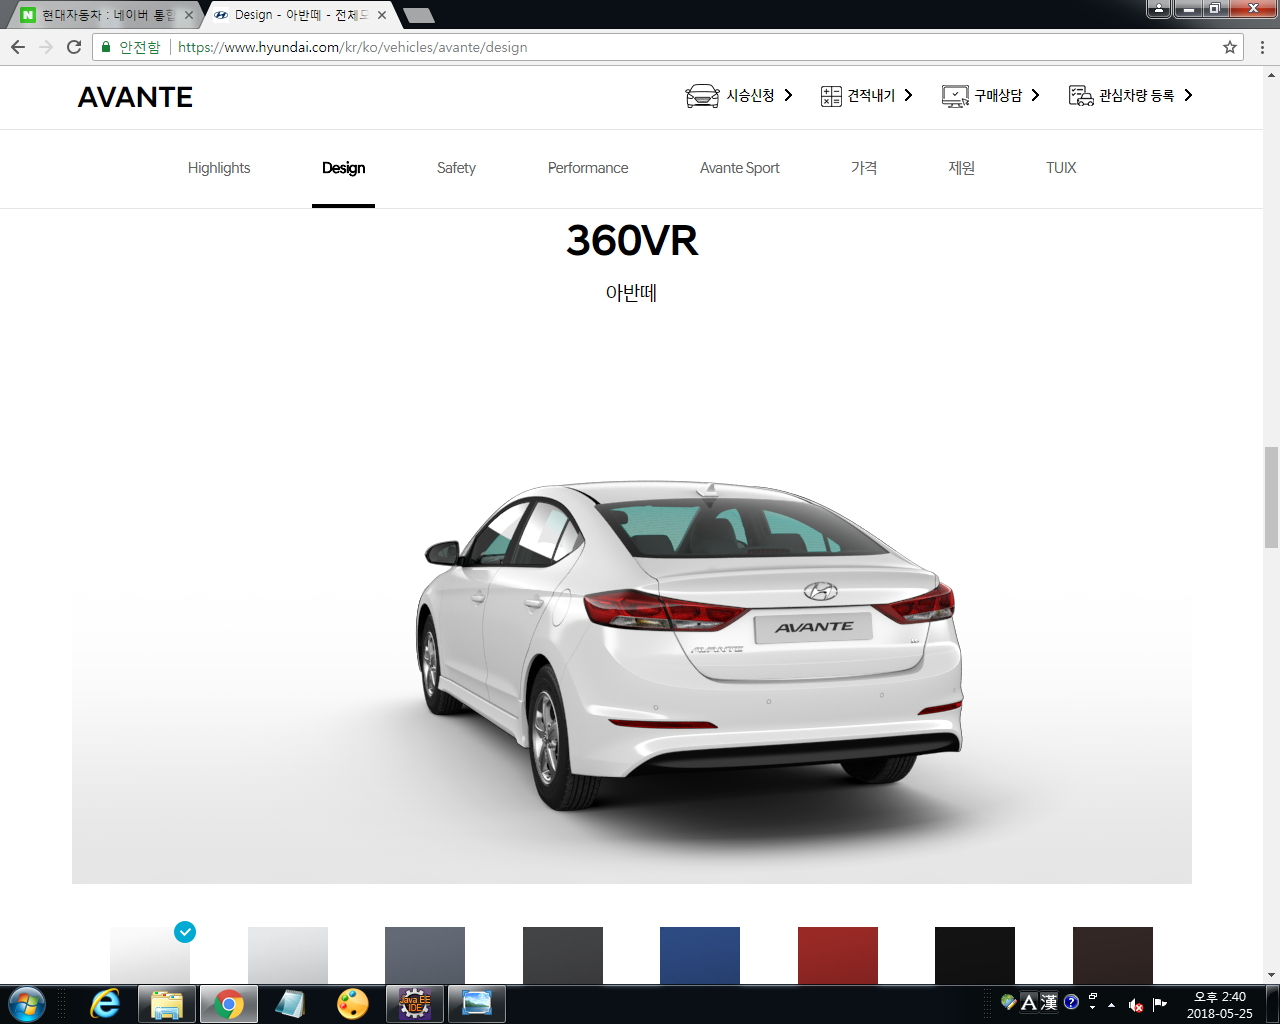 현대자동차 : 네이버 통합
Design - 아반떼 - 전체모
안전함
https://www.hyundai.com/kr/ko/vehicles/avante/design
AVANTE
시승신청
견적내기
구매상담
관심차량 등록
Highlights
Design
Safety
Performance
Avante Sport
가격
제원
TUIX
360VR
아반떼
AVANTE
AVANTE
Java EE
IDE
A 漢
오후 2:40
2018-05-25